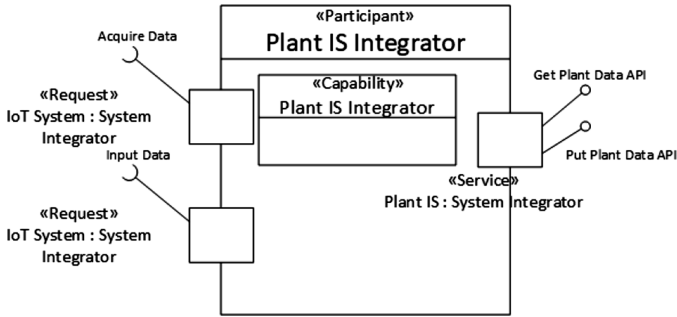 «Participant»
Plant IS Integrator
Acquire Data
«Capability»
Plant IS Integrator
Get Plant Data API
«Request»
IoT System : System
Integrator
Input Data
Put Plant Data API
«Service»
Plant IS : System Integrator
«Request»
IoT System : System
Integrator